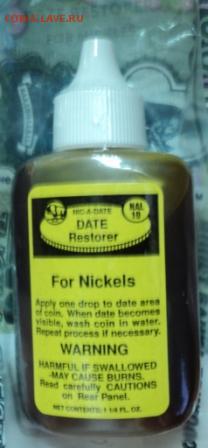 COINS.LAVE.RU
NIC-A-DATE
DATE
Restorer
NAL
10
For Nickels
Apply one drop to date area
of coin. When date becomes
visible, wash coin in water.
Repeat process if necessary.
WARNING
HARMFUL IF SWALLOWED
-MAY CAUSE BURNS.
Read carefully CAUTIONS
on Rear Panel.
NET CONTENTS: 1 1/4 FL. OZ.